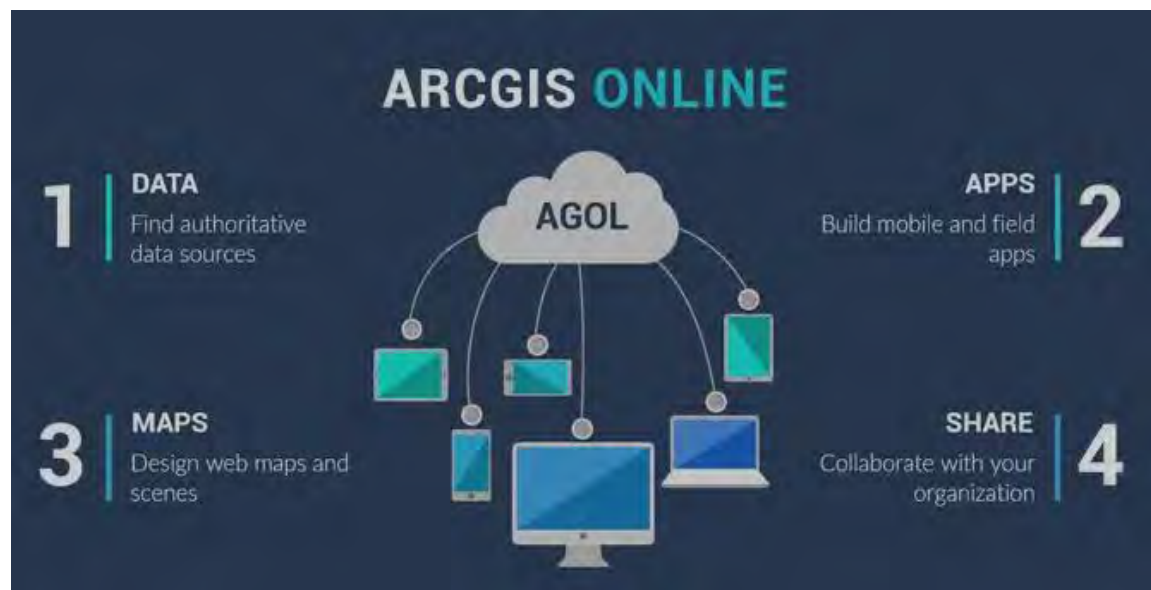 ARCGIS ONLINE
AGOL
1
DATA
Find authoritative
data sources
APPS
Build mobile and field
apps
2
3
MAPS
Design web maps and
scenes
SHARE
Collaborate with your
organization
4